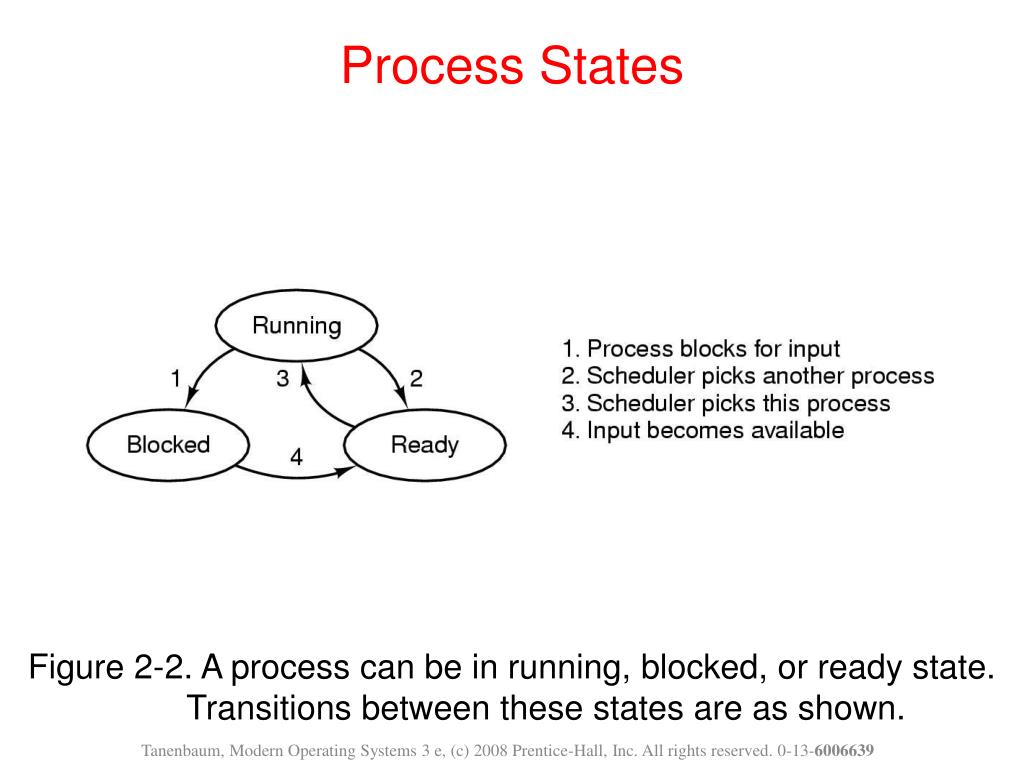 Process States
Running
1
3
2
Blocked
4
Ready
1. Process blocks for input
2. Scheduler picks another process
3. Scheduler picks this process
4. Input becomes available
Figure 2-2. A process can be in running, blocked, or ready state.
Transitions between these states are as shown.
Tanenbaum, Modern Operating Systems 3 e, (c) 2008 Prentice-Hall, Inc. All rights reserved. 0-13-6006639